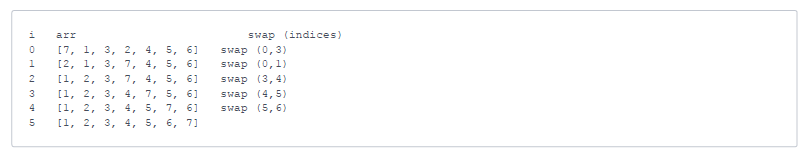 i   arr                          swap (indices)
0   [7, 1, 3, 2, 4, 5, 6]   swap (0,3)
1   [2, 1, 3, 7, 4, 5, 6]   swap (0,1)
2   [1, 2, 3, 7, 4, 5, 6]   swap (3,4)
3   [1, 2, 3, 4, 7, 5, 6]   swap (4,5)
4   [1, 2, 3, 4, 5, 7, 6]   swap (5,6)
5   [1, 2, 3, 4, 5, 6, 7]